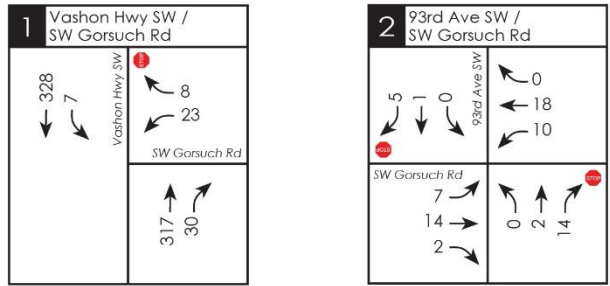 1 Vashon Hwy SW /
SW Gorsuch Rd
328
7
Vashon Hwy SW
STOP
8
23
SW Gorsuch Rd
317
30
2 93rd Ave SW /
SW Gorsuch Rd
5
1
0
93rd Ave SW
0
18
10
STOP
SW Gorsuch Rd
7
14
2
0
2
14
STOP